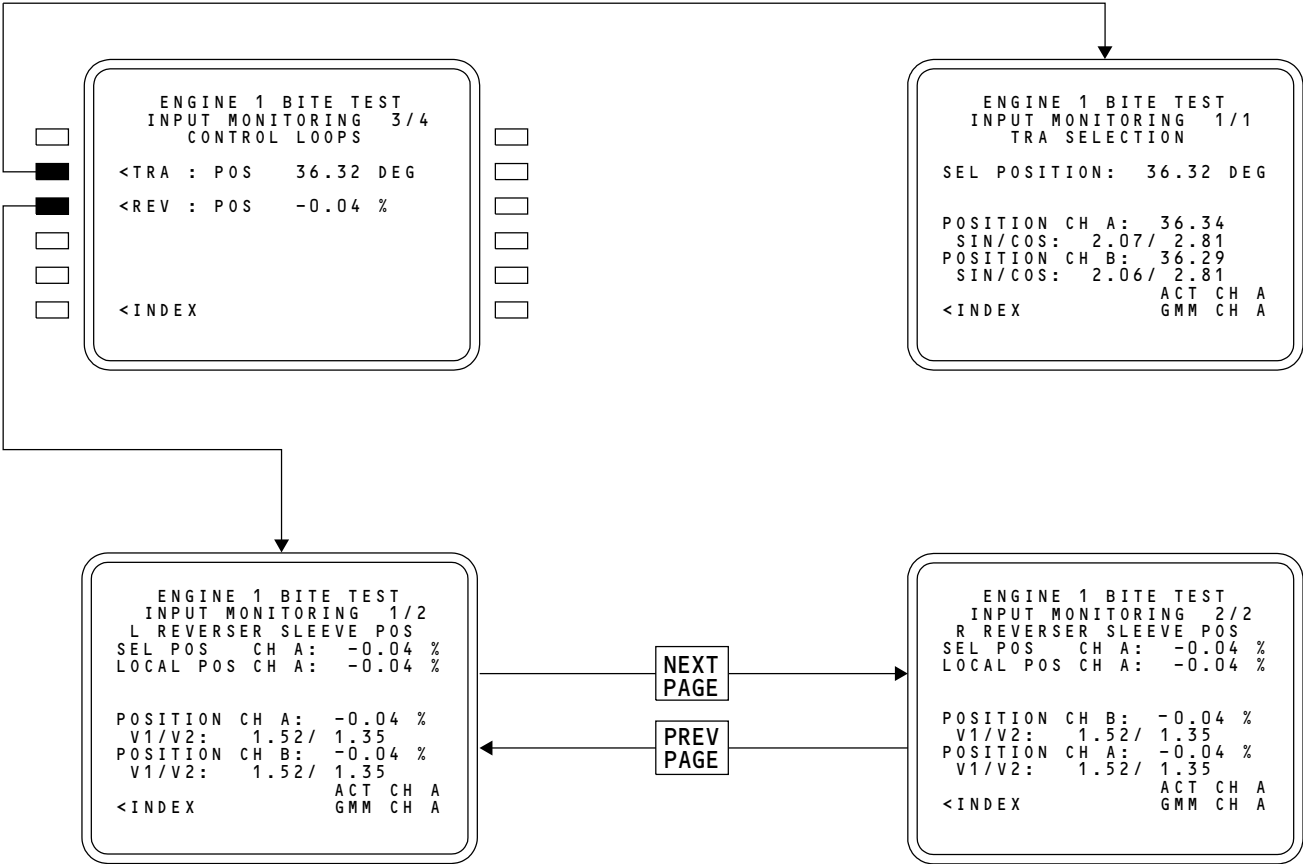 ENGINE 1 BITE TEST
INPUT MONITORING 3/4
CONTROL LOOPS
<TRA : POS 36.32 DEG
<REV : POS -0.04 %
<INDEX
ENGINE 1 BITE TEST
INPUT MONITORING 1/1
TRA SELECTION
SEL POSITION: 36.32 DEG
POSITION CH A: 36.34
SIN/COS: 2.07/ 2.81
POSITION CH B: 36.29
SIN/COS: 2.06/ 2.81
ACT CH A
<INDEX GMM CH A
ENGINE 1 BITE TEST
INPUT MONITORING 1/2
L REVERSER SLEEVE POS
SEL POS CH A: -0.04 %
LOCAL POS CH A: -0.04 %
POSITION CH A: -0.04 %
V1/V2: 1.52/ 1.35
POSITION CH B: -0.04 %
V1/V2: 1.52/ 1.35
ACT CH A
<INDEX GMM CH A
NEXT
PAGE
PREV
PAGE
ENGINE 1 BITE TEST
INPUT MONITORING 2/2
R REVERSER SLEEVE POS
SEL POS CH A: -0.04 %
LOCAL POS CH A: -0.04 %
POSITION CH B: -0.04 %
V1/V2: 1.52/ 1.35
POSITION CH A: -0.04 %
V1/V2: 1.52/ 1.35
ACT CH A
<INDEX GMM CH A